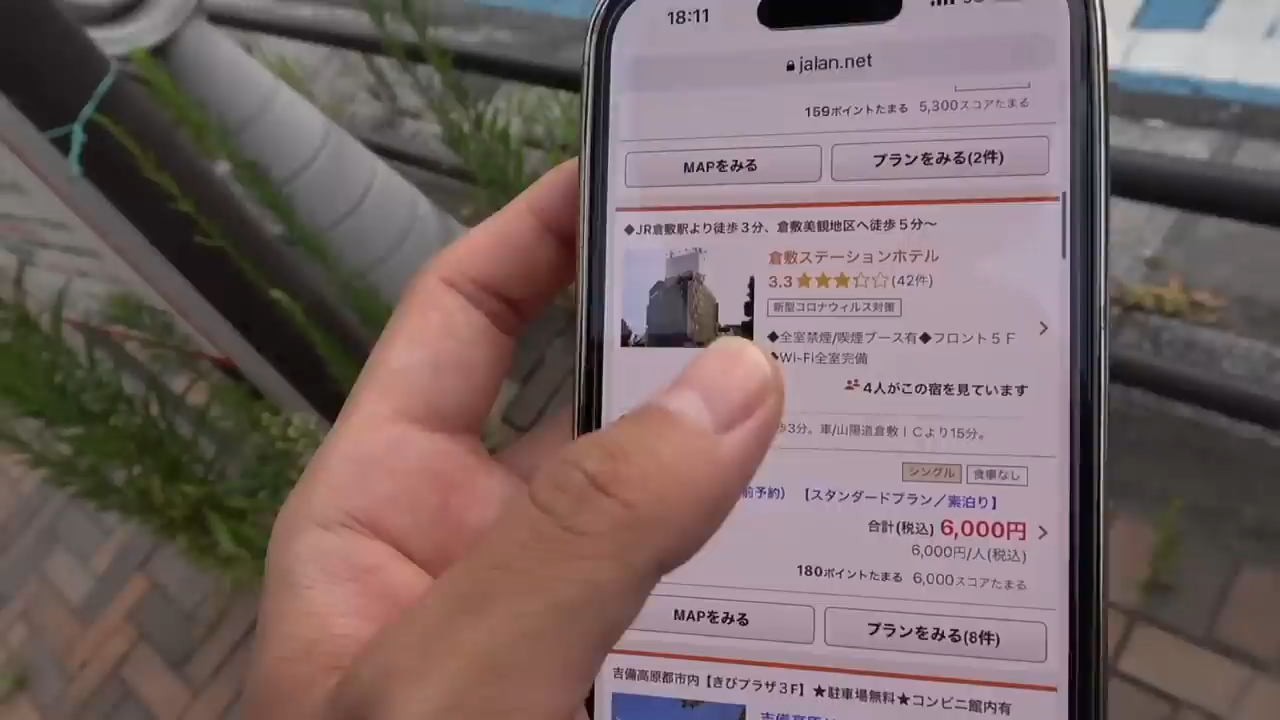 18:11
jalan.net
159ポイントたまる 5,300スコアたまる
MAPをみる
プランをみる(2件)
◆JR倉敷駅より徒歩３分、倉敷美観地区へ徒歩５分～
倉敷ステーションホテル
3.3 ★★★☆☆(42件)
新型コロナウィルス対策
◆全室禁煙/喫煙ブース有◆フロント５Ｆ
◆Wi-Fi全室完備
4人がこの宿を見ています
3分。車/山陽道倉敷ＩＣより15分。
シングル 食事なし
前予約） 【スタンダードプラン／素泊り】
合計(税込) 6,000円
6,000円/人(税込)
180ポイントたまる 6,000スコアたまる
MAPをみる
プランをみる(8件)
吉備高原都市内【きびプラザ３F】★駐車場無料★コンビニ館内有
吉備高原